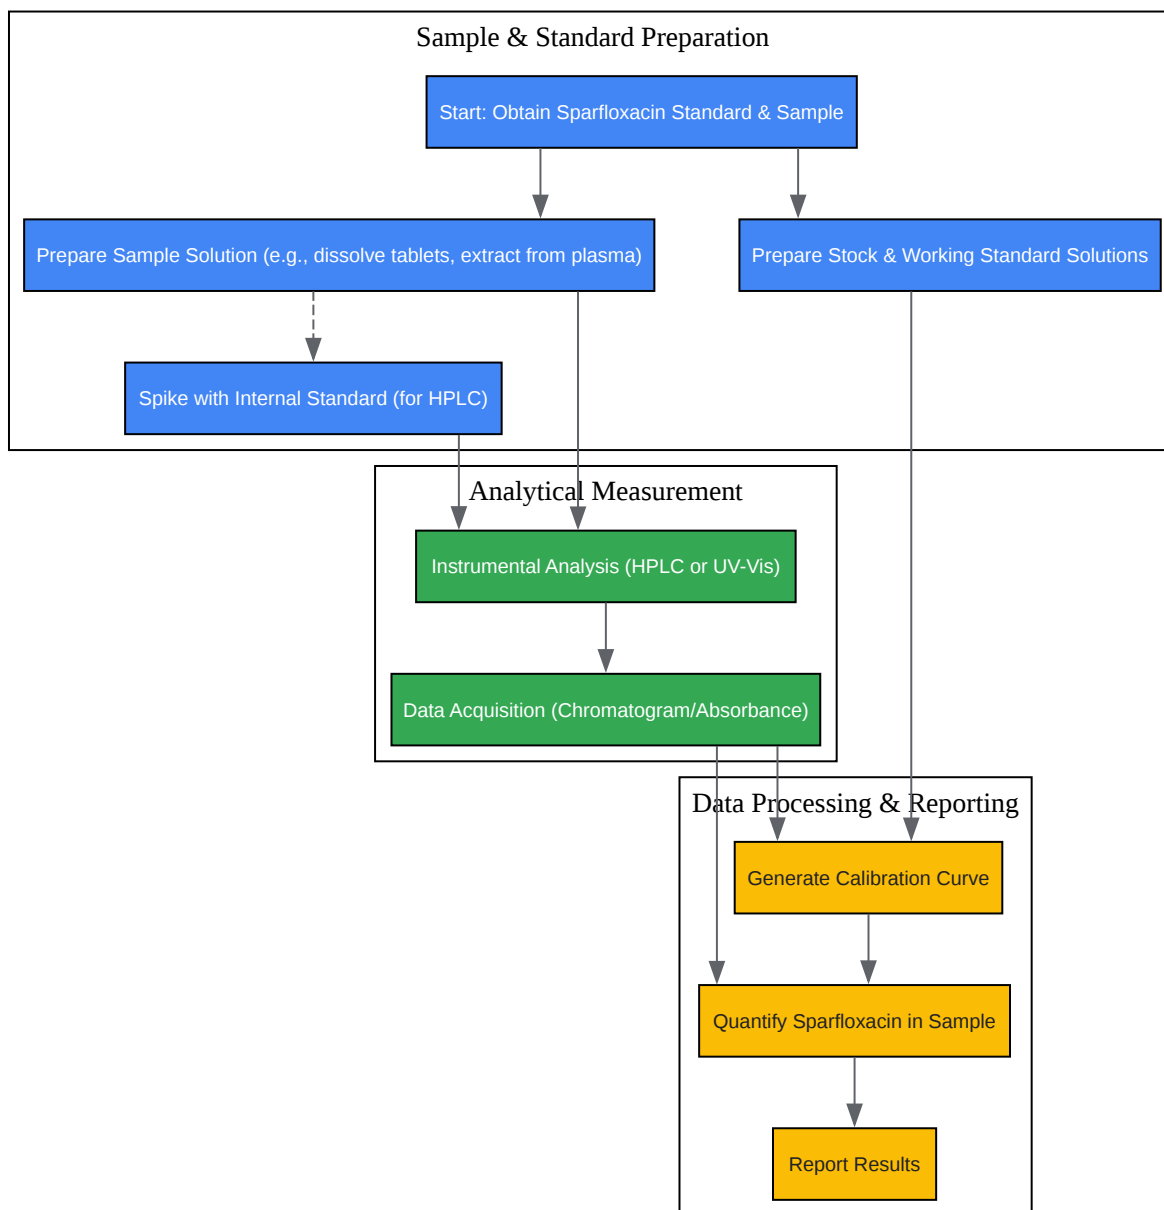 Sample & Standard Preparation
Start: Obtain Sparfloxacin Standard & Sample
Prepare Sample Solution (e.g., dissolve tablets, extract from plasma)
Prepare Stock & Working Standard Solutions
Spike with Internal Standard (for HPLC)
Analytical Measurement
Instrumental Analysis (HPLC or UV-Vis)
Data Acquisition (Chromatogram/Absorbance)
Data Processing & Reporting
Generate Calibration Curve
Quantify Sparfloxacin in Sample
Report Results